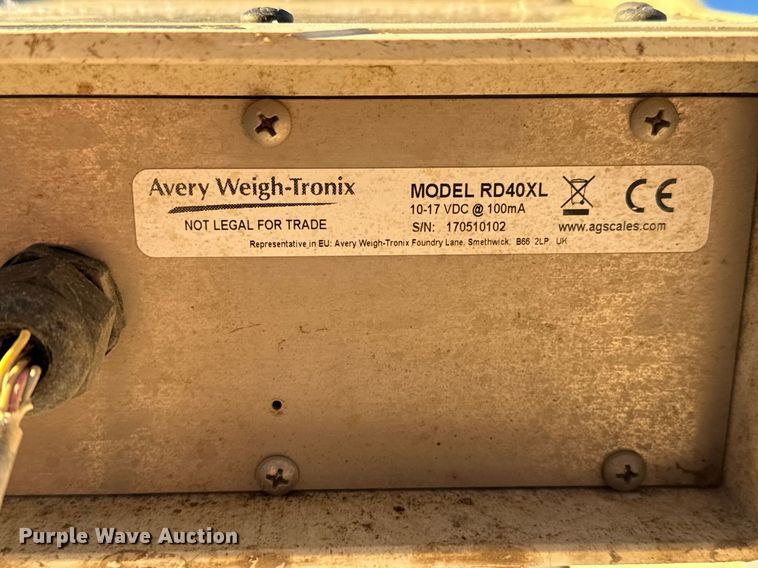 Avery Weigh-Tronix
NOT LEGAL FOR TRADE
MODEL RD40XL
10-17 VDC @ 100mA
S/N: 170510102
CE
www.agscales.com
Representative in EU: Avery Weigh-Tronix Foundry Lane, Smethwick, B66 2LP UK
Purple Wave Auction